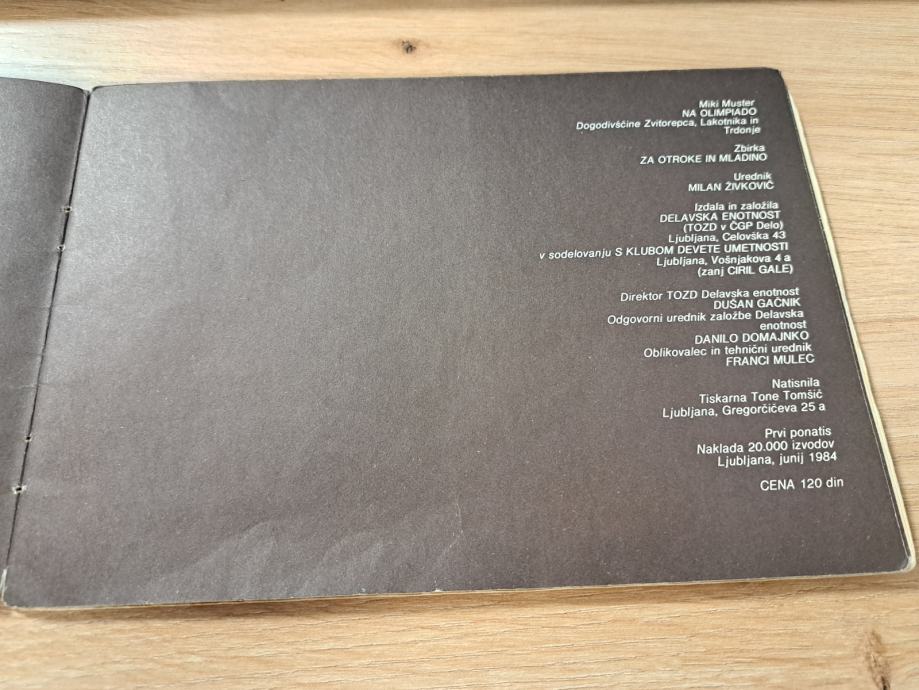 Miki Muster
NA OLIMPIADO
Dogodivščine Zvitorepca, Lakotnika in
Trdonje
Zbirka
ZA OTROKE IN MLADINO
Urednik
MILAN ŽIVKOVIČ
Izdala in založila
DELAVSKA ENOTNOST
(TOZD v ČGP Delo)
Ljubljana, Celovška 43
v sodelovanju S KLUBOM DEVETE UMETNOSTI
Ljubljana, Vošnjakova 4 a
(zanj CIRIL GALE)
Direktor TOZD Delavska enotnost
DUŠAN GAČNIK
Odgovorni urednik založbe Delavska
enotnost
DANILO DOMAJNKO
Oblikovalec in tehnični urednik
FRANCI MULEC
Natisnila
Tiskarna Tone Tomšič
Ljubljana, Gregorčičeva 25 a
Prvi ponatis
Naklada 20.000 izvodov
Ljubljana, junij 1984
CENA 120 din